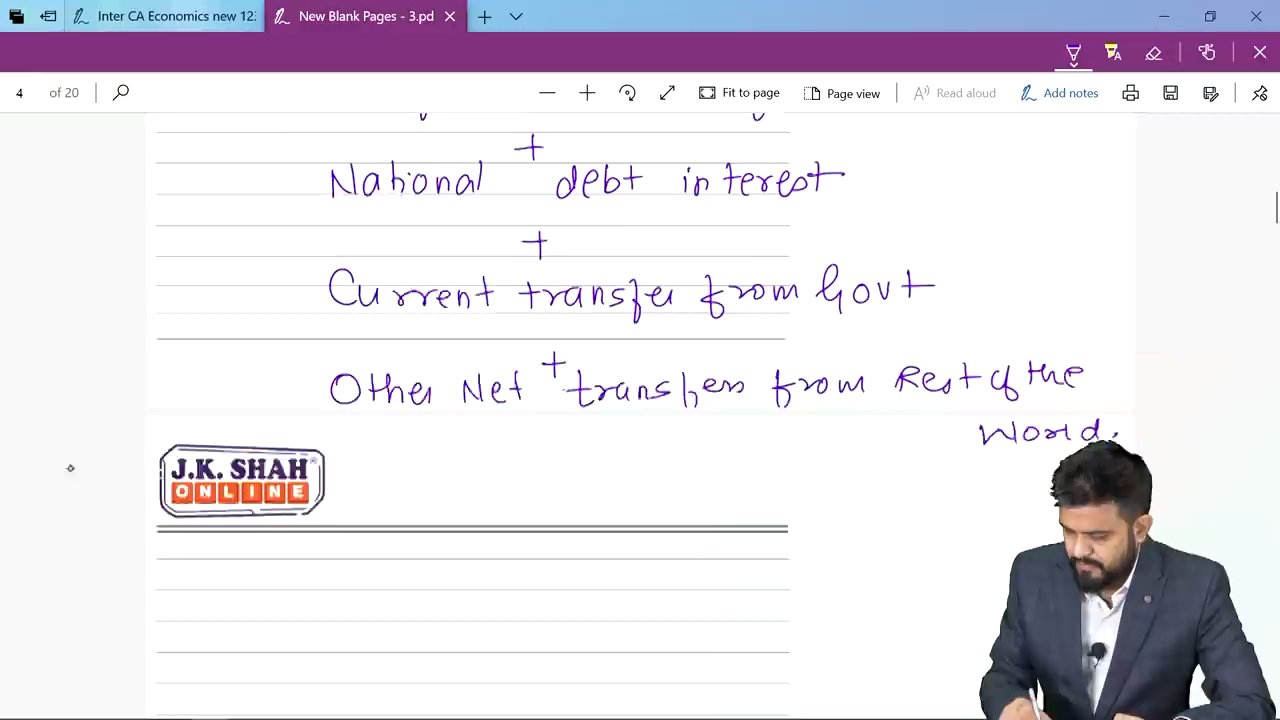 Inter CA Economics new 12
New Blank Pages - 3.pd
4 of 20
Fit to page
Page view
Read aloud
Add notes
+
National debt interest
+
Current transfer from Govt
+
Other Net transfers from Rest of the
World.
J.K. SHAH
ONLINE